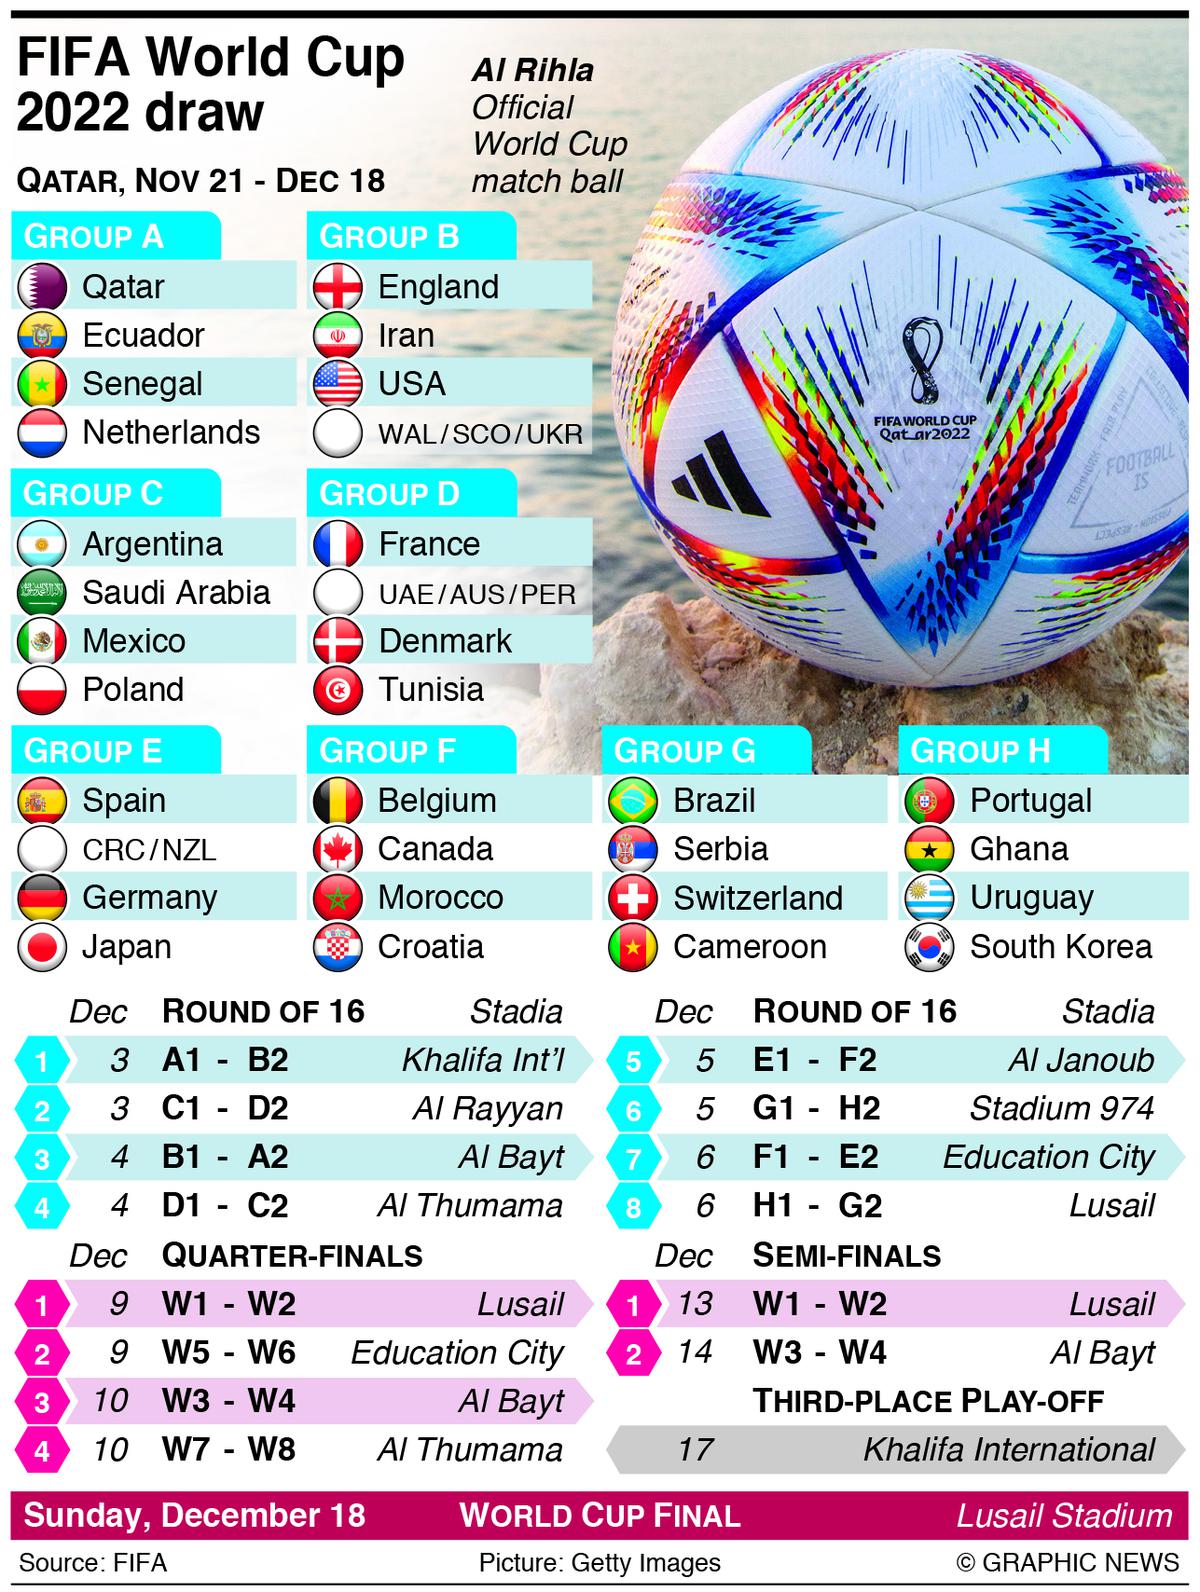 FIFA World Cup
2022 draw
QATAR, NOV 21 - DEC 18
Al Rihla
Official
World Cup
match ball
FIFA WORLD CUP
Qatar2022
FOOTBALL
IS
GROUP A
Qatar
Ecuador
Senegal
Netherlands
GROUP B
England
Iran
USA
WAL/SCO/UKR
GROUP C
Argentina
Saudi Arabia
Mexico
Poland
GROUP D
France
UAE/AUS/PER
Denmark
Tunisia
GROUP E
Spain
CRC/NZL
Germany
Japan
GROUP F
Belgium
Canada
Morocco
Croatia
GROUP G
Brazil
Serbia
Switzerland
Cameroon
GROUP H
Portugal
Ghana
Uruguay
South Korea
Dec ROUND OF 16 Stadia
1 3 A1 - B2 Khalifa Int'l
2 3 C1 - D2 Al Rayyan
3 4 B1 - A2 Al Bayt
4 4 D1 - C2 Al Thumama
Dec ROUND OF 16 Stadia
5 5 E1 - F2 Al Janoub
6 5 G1 - H2 Stadium 974
7 6 F1 - E2 Education City
8 6 H1 - G2 Lusail
Dec QUARTER-FINALS
1 9 W1 - W2 Lusail
2 9 W5 - W6 Education City
3 10 W3 - W4 Al Bayt
4 10 W7 - W8 Al Thumama
Dec SEMI-FINALS
1 13 W1 - W2 Lusail
2 14 W3 - W4 Al Bayt
THIRD-PLACE PLAY-OFF
17 Khalifa International
Sunday, December 18 WORLD CUP FINAL Lusail Stadium
Source: FIFA Picture: Getty Images © GRAPHIC NEWS